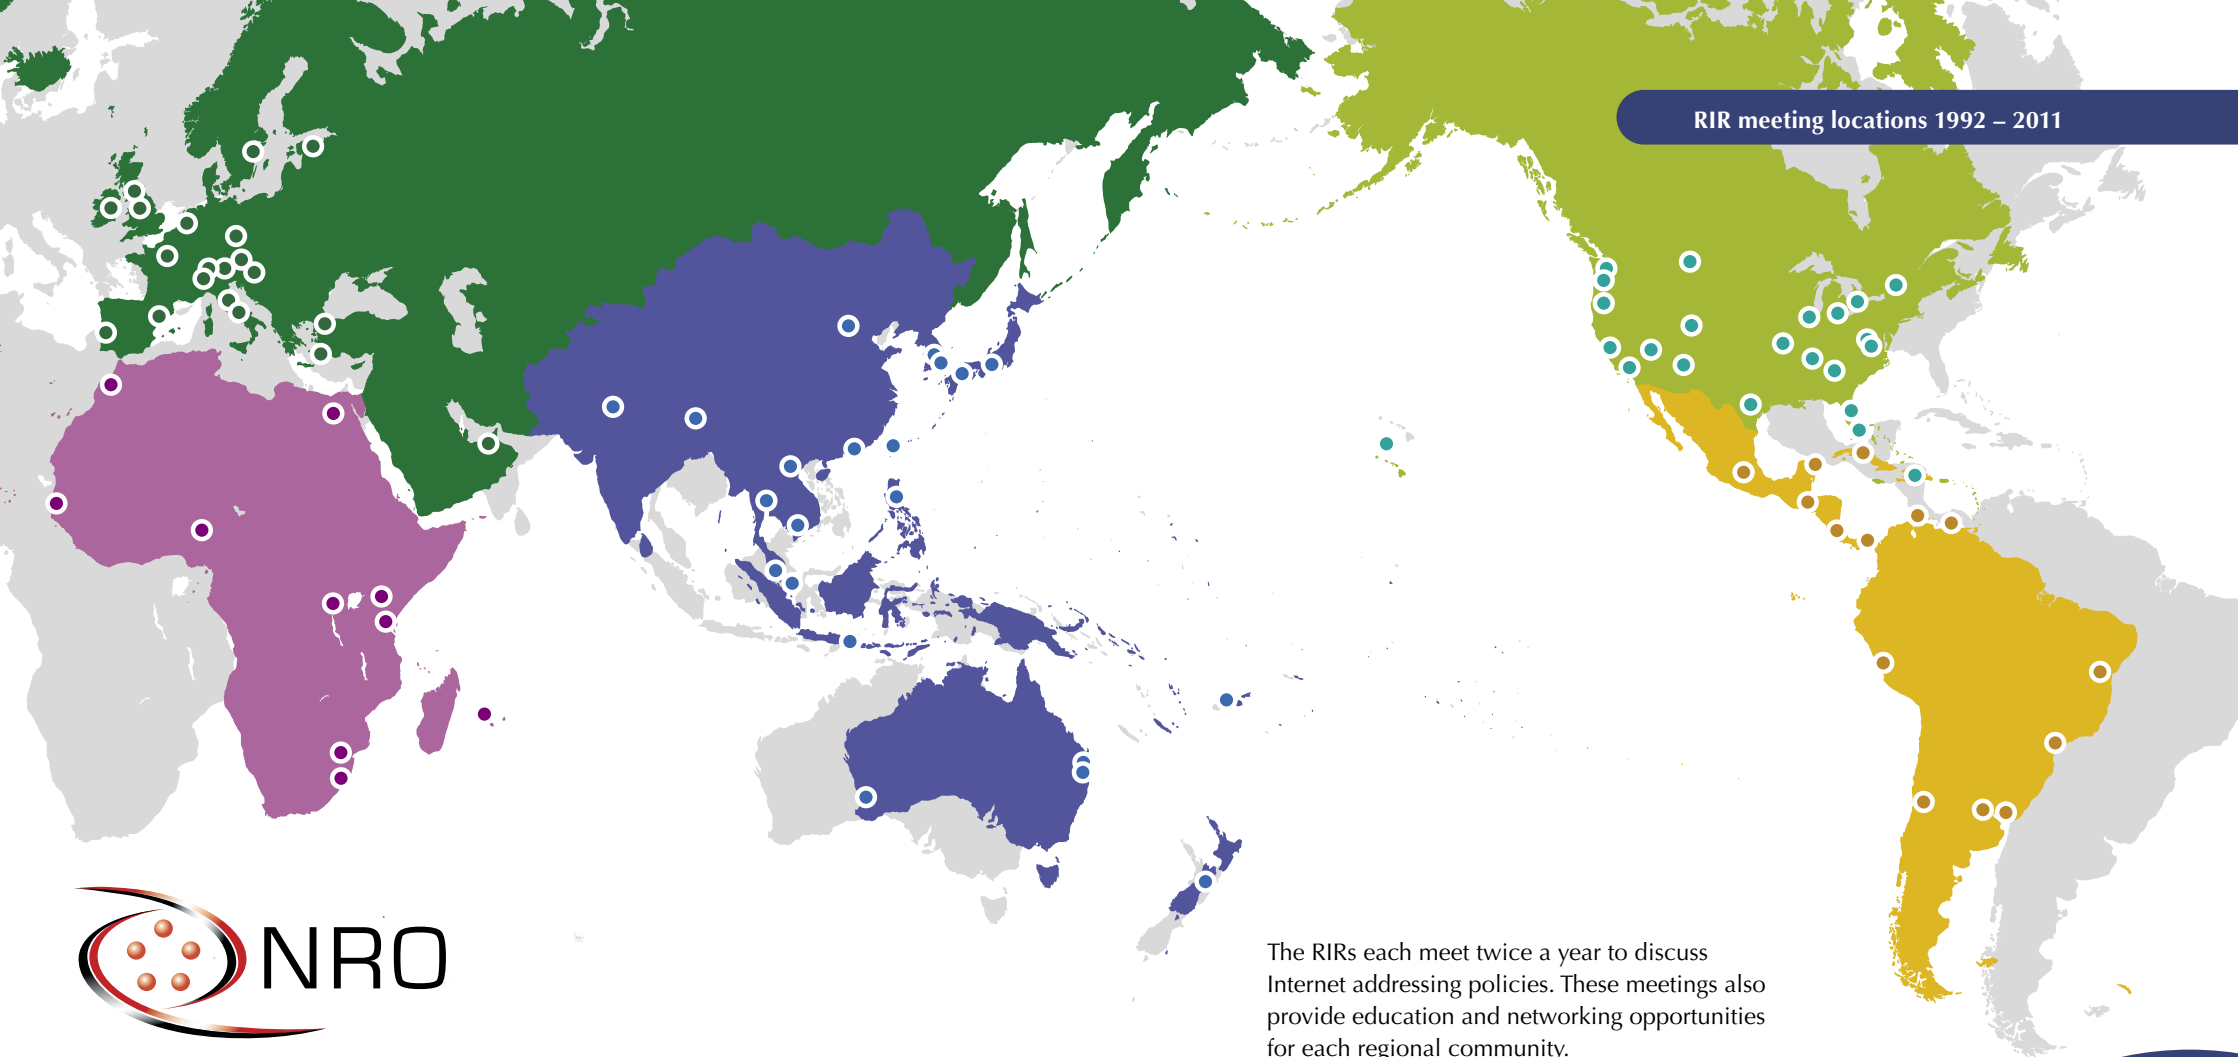 RIR meeting locations 1992 – 2011
NRO
The RIRs each meet twice a year to discuss
Internet addressing policies. These meetings also
provide education and networking opportunities
for each regional community.